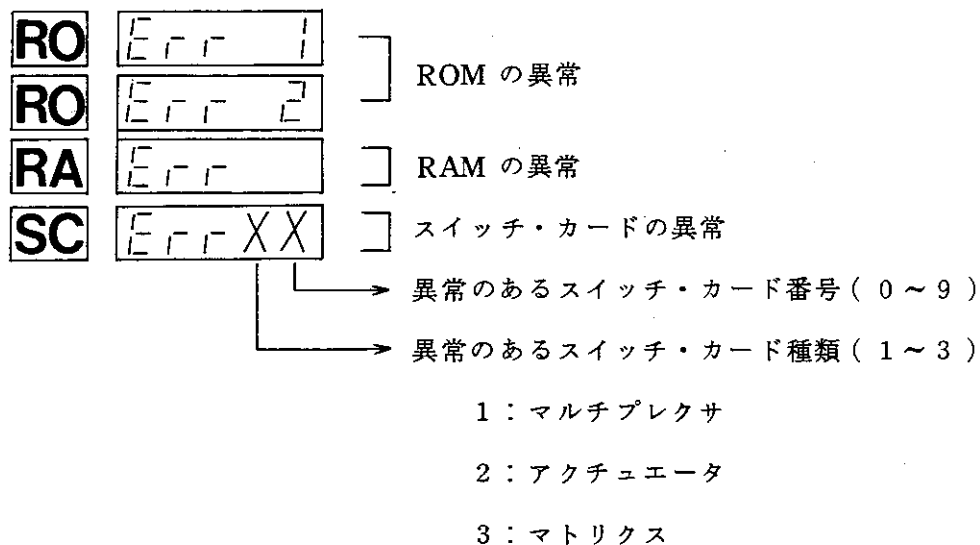 RO Err 1
ROM の異常
RO Err 2
RA Err
RAM の異常
SC Err XX
スイッチ・カードの異常
異常のあるスイッチ・カード番号( 0 ~ 9 )
異常のあるスイッチ・カード種類( 1 ~ 3 )
1:マルチプレクサ
2:アクチュエータ
3:マトリクス